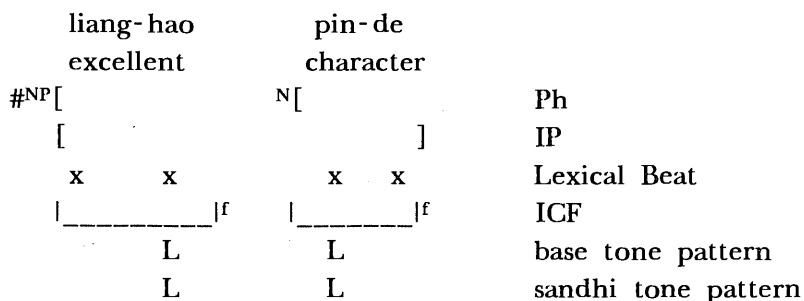 liang-hao pin-de
excellent character
#NP[ N[ Ph
[ ] IP
x x x x Lexical Beat
|_________|f |_______|f ICF
L L base tone pattern
L L sandhi tone pattern